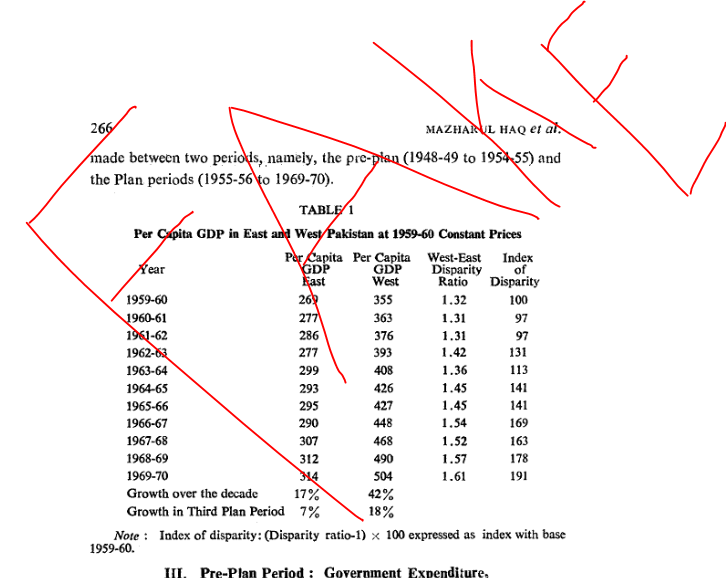 FAKE
266 MAZHARUL HAQ et al.
made between two periods, namely, the pre-plan (1948-49 to 1954-55) and
the Plan periods (1955-56 to 1969-70).
TABLE 1
Per Capita GDP in East and West Pakistan at 1959-60 Constant Prices
Year Per Capita GDP East Per Capita GDP West West-East Disparity Ratio Index of Disparity
1959-60 269 355 1.32 100
1960-61 277 363 1.31 97
1961-62 286 376 1.31 97
1962-63 277 393 1.42 131
1963-64 299 408 1.36 113
1964-65 293 426 1.45 141
1965-66 295 427 1.45 141
1966-67 290 448 1.54 169
1967-68 307 468 1.52 163
1968-69 312 490 1.57 178
1969-70 314 504 1.61 191
Growth over the decade 17% 42%
Growth in Third Plan Period 7% 18%
Note : Index of disparity: (Disparity ratio-1) × 100 expressed as index with base
1959-60.
III. Pre-Plan Period : Government Expenditure,